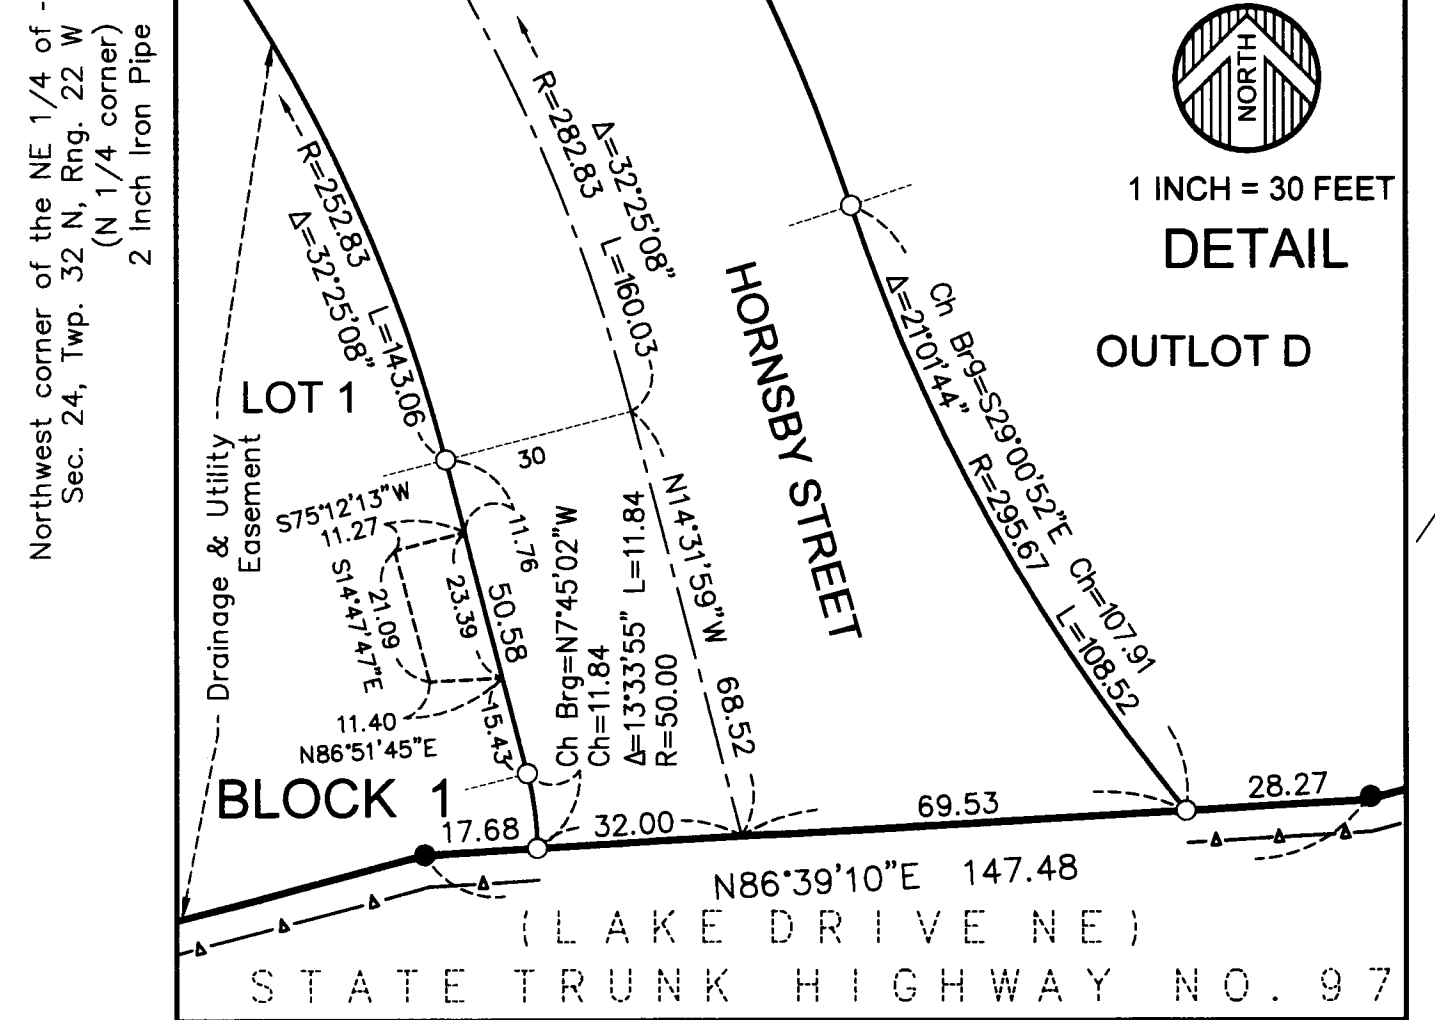 Northwest corner of the NE 1/4 of -
Sec. 24, Twp. 32 N, Rng. 22 W
(N 1/4 corner)
2 Inch Iron Pipe
NORTH
1 INCH = 30 FEET
DETAIL
OUTLOT D
R=252.83 L=143.06
Δ=32°25'08"
Δ=32°25'08"
R=282.83 L=160.03
HORNSBY STREET
Ch Brg=S29°00'52"E Ch=107.91
Δ=21°01'44" R=295.67 L=108.52
LOT 1
Drainage & Utility
Easement
30
S75°12'13"W
11.27
11.76
S14°47'47"E
21.09
23.39
50.58
11.40
N86°51'45"E
15.43
Ch Brg=N7°45'02"W
Ch=11.84
Δ=13°33'55" L=11.84
R=50.00
N14°31'59"W 68.52
BLOCK 1
17.68
32.00
69.53
28.27
N86°39'10"E 147.48
(LAKE DRIVE NE)
STATE TRUNK HIGHWAY NO. 97